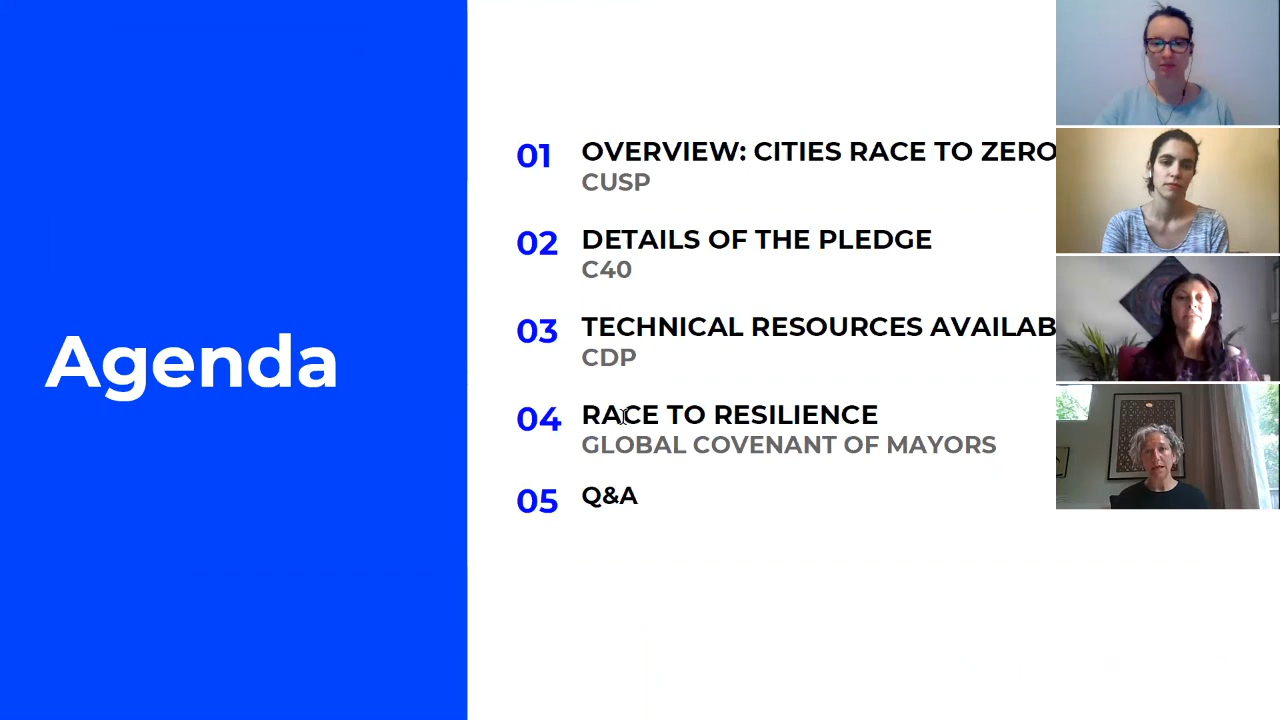 Agenda
01 OVERVIEW: CITIES RACE TO ZERO
CUSP
02 DETAILS OF THE PLEDGE
C40
03 TECHNICAL RESOURCES AVAILAB
CDP
04 RACE TO RESILIENCE
GLOBAL COVENANT OF MAYORS
05 Q&A